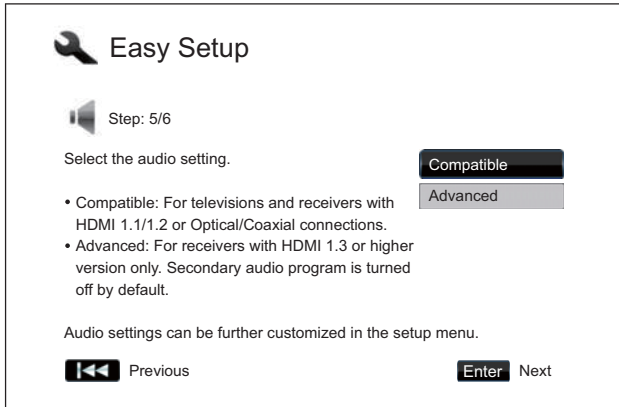 Easy Setup
Step: 5/6
Select the audio setting.
Compatible
Advanced
• Compatible: For televisions and receivers with
HDMI 1.1/1.2 or Optical/Coaxial connections.
• Advanced: For receivers with HDMI 1.3 or higher
version only. Secondary audio program is turned
off by default.
Audio settings can be further customized in the setup menu.
Previous
Enter Next